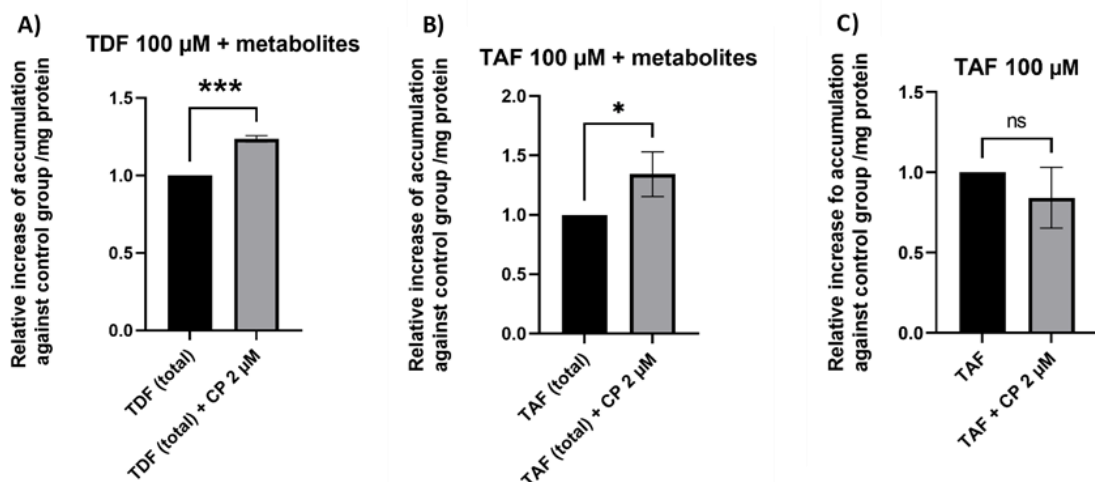 A)
TDF 100 µM + metabolites
Relative increase of accumulation
against control group /mg protein
1.5
1.0
0.5
0.0
***
TDF (total)
TDF (total) + CP 2 µM
B)
TAF 100 µM + metabolites
Relative increase of accumulation
against control group /mg protein
2.0
1.5
1.0
0.5
0.0
*
TAF (total)
TAF (total) + CP 2 µM
C)
TAF 100 µM
Relative increase fo accumulation
against control group /mg protein
1.5
1.0
0.5
0.0
ns
TAF
TAF + CP 2 µM